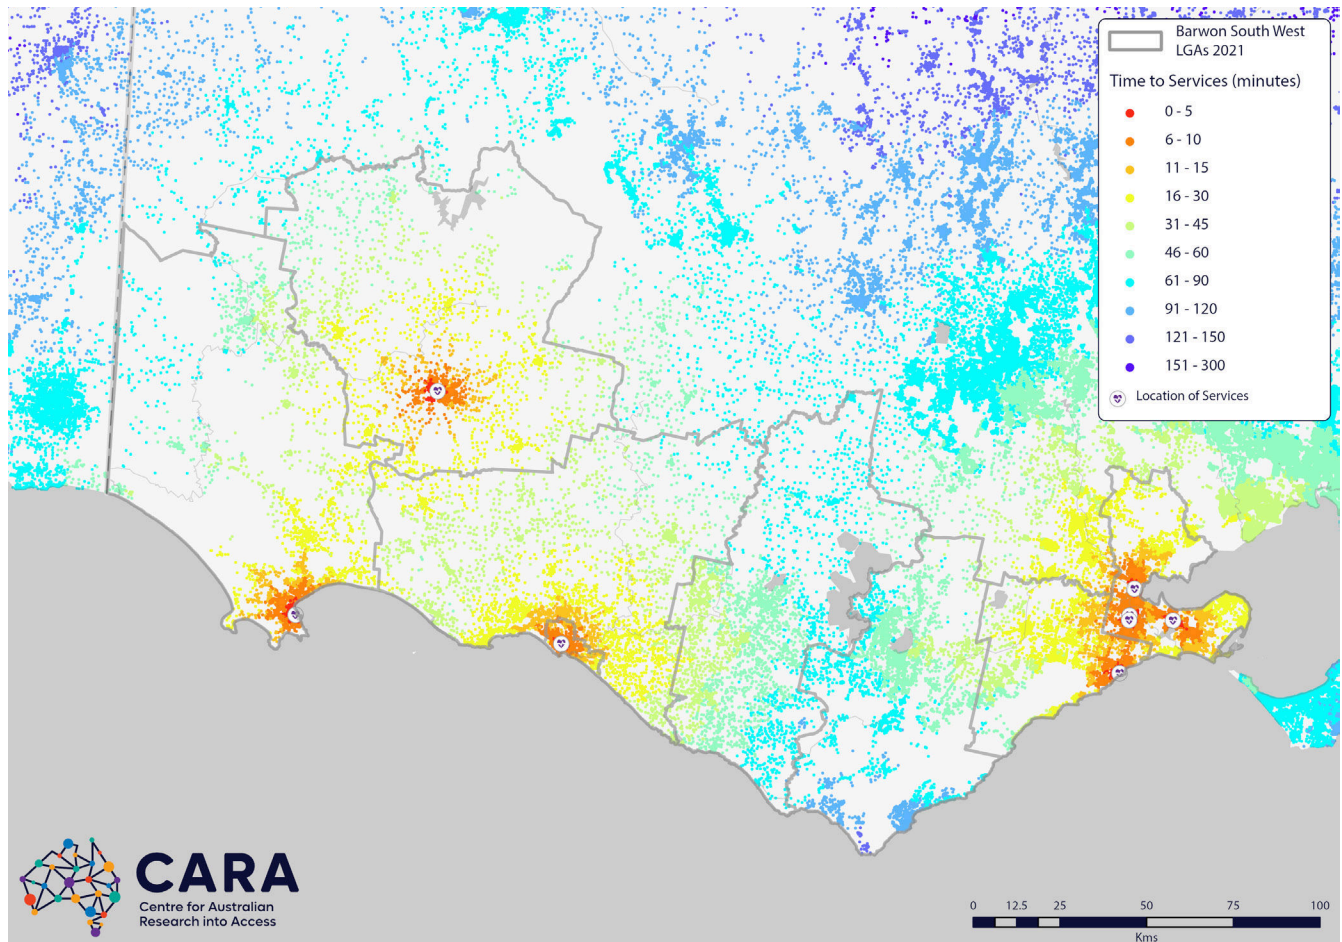 Barwon South West
LGAs 2021
Time to Services (minutes)
0 - 5
6 - 10
11 - 15
16 - 30
31 - 45
46 - 60
61 - 90
91 - 120
121 - 150
151 - 300
Location of Services
CARA
Centre for Australian
Research into Access
0 12.5 25 50 75 100
Kms